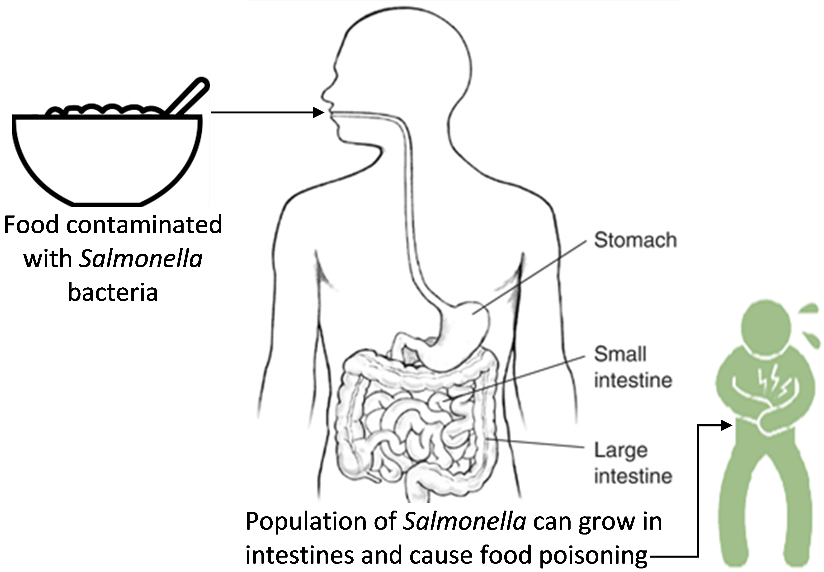 Food contaminated
with Salmonella
bacteria
Stomach
Small
intestine
Large
intestine
Population of Salmonella can grow in
intestines and cause food poisoning